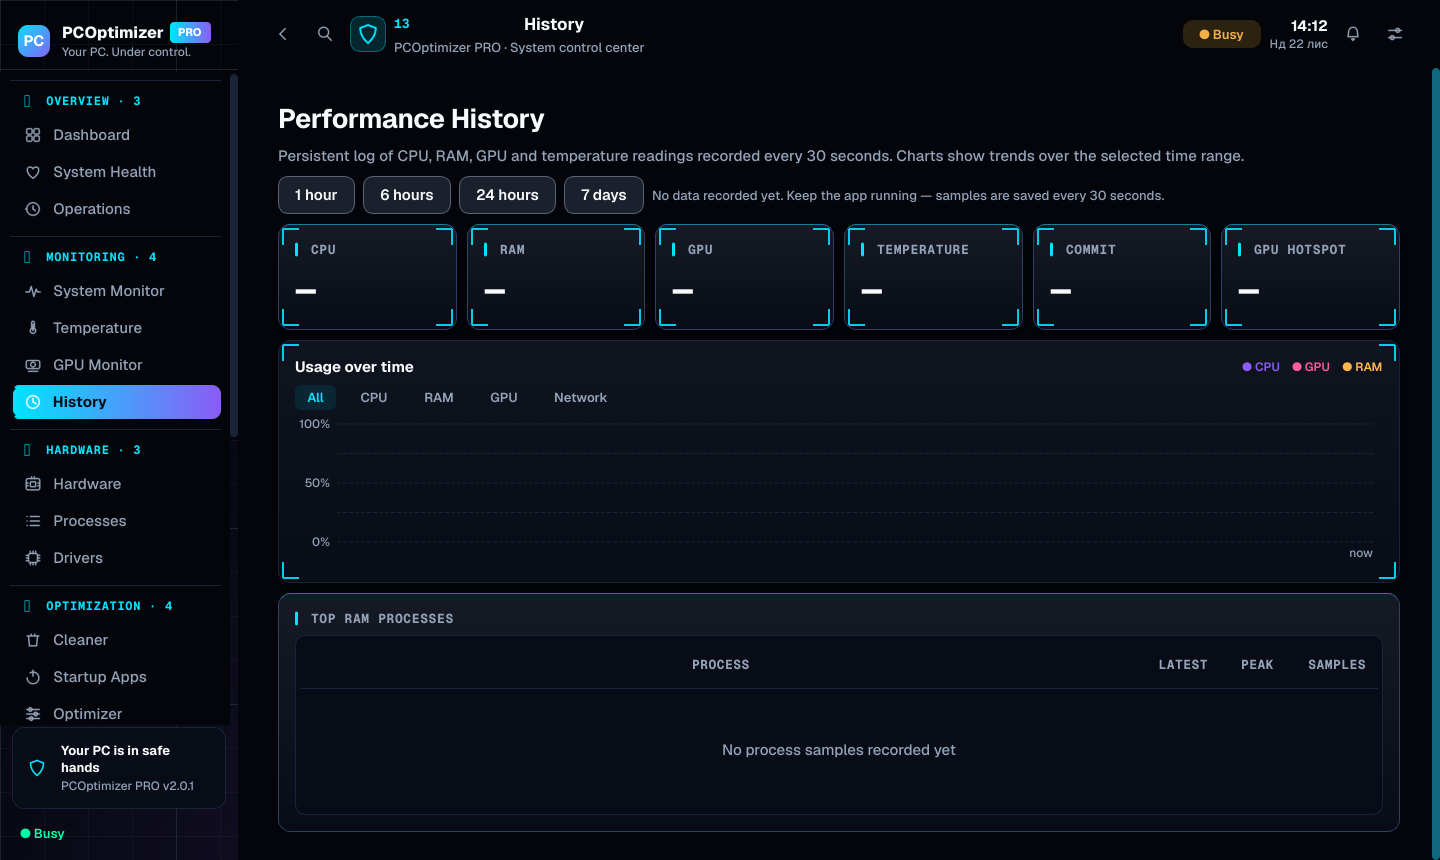 PC
PCOptimizer PRO
Your PC. Under control.
OVERVIEW · 3
Dashboard
System Health
Operations
MONITORING · 4
System Monitor
Temperature
GPU Monitor
History
HARDWARE · 3
Hardware
Processes
Drivers
OPTIMIZATION · 4
Cleaner
Startup Apps
Optimizer
Your PC is in safe
hands
PCOptimizer PRO v2.0.1
Busy
13
History
PCOptimizer PRO · System control center
Busy
14:12
Нд 22 лис
Performance History
Persistent log of CPU, RAM, GPU and temperature readings recorded every 30 seconds. Charts show trends over the selected time range.
1 hour 6 hours 24 hours 7 days No data recorded yet. Keep the app running — samples are saved every 30 seconds.
CPU RAM GPU TEMPERATURE COMMIT GPU HOTSPOT
— — — — — —
Usage over time
CPU GPU RAM
All CPU RAM GPU Network
100%
50%
0%
now
TOP RAM PROCESSES
PROCESS LATEST PEAK SAMPLES
No process samples recorded yet